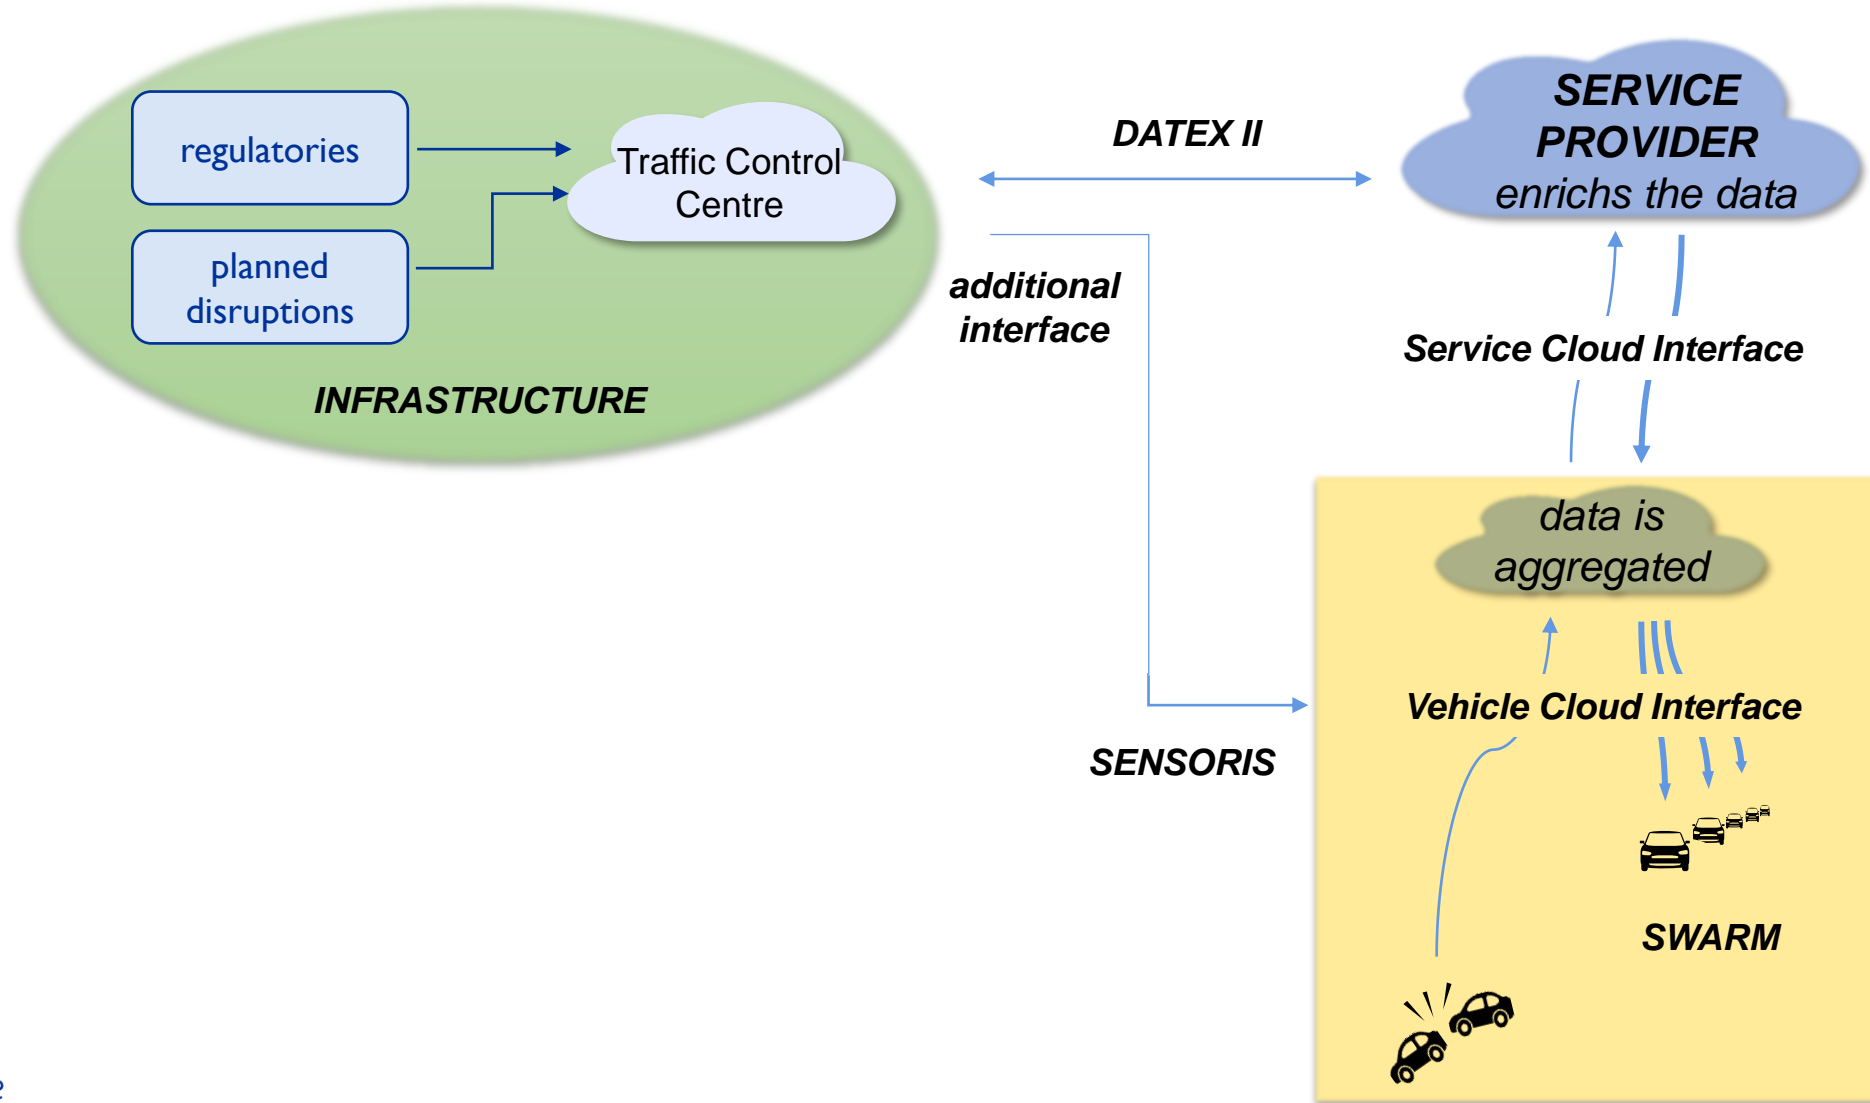 regulatories
planned
disruptions
Traffic Control
Centre
INFRASTRUCTURE
DATEX II
additional
interface
SENSORIS
SERVICE
PROVIDER
enrichs the data
Service Cloud Interface
data is
aggregated
Vehicle Cloud Interface
SWARM